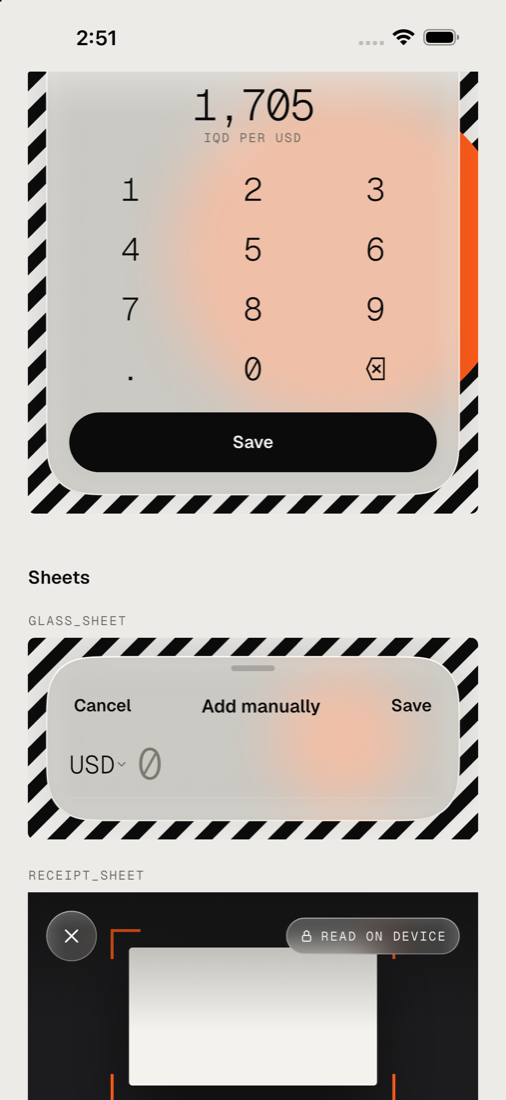 2:51
1,705
IQD PER USD
1 2 3
4 5 6
7 8 9
. 0
Save
Sheets
GLASS_SHEET
Cancel Add manually Save
USD 0
RECEIPT_SHEET
READ ON DEVICE